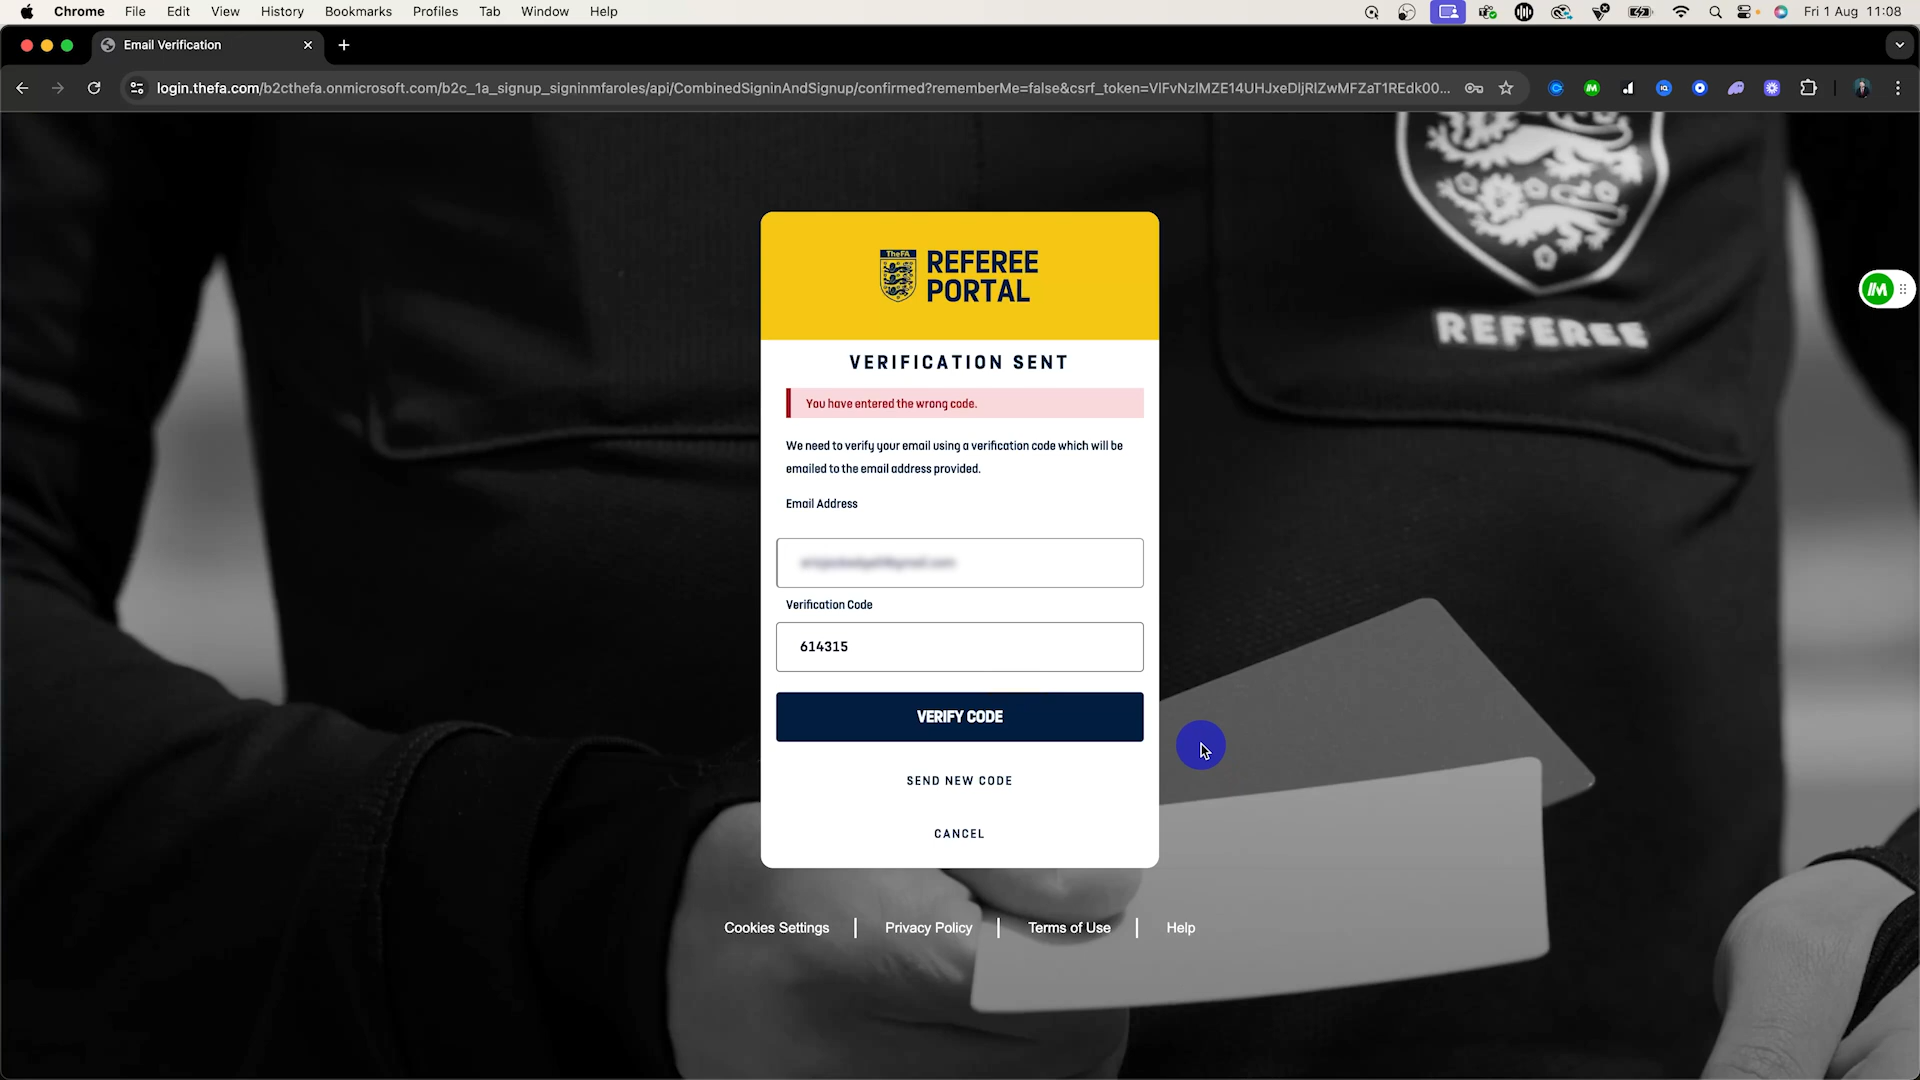 Chrome File Edit View History Bookmarks Profiles Tab Window Help Fri 1 Aug 11:08
Email Verification
login.thefa.com/b2cthefa.onmicrosoft.com/b2c_1a_signup_signinmfaroles/api/CombinedSigninAndSignup/confirmed?rememberMe=false&csrf_token=VlFvNzlMZE14UHJxeDljRlZwMFZaT1REdk00...
TheFA
REFEREE
PORTAL
REFEREE
VERIFICATION SENT
You have entered the wrong code.
We need to verify your email using a verification code which will be
emailed to the email address provided.
Email Address
Verification Code
614315
VERIFY CODE
SEND NEW CODE
CANCEL
Cookies Settings | Privacy Policy | Terms of Use | Help